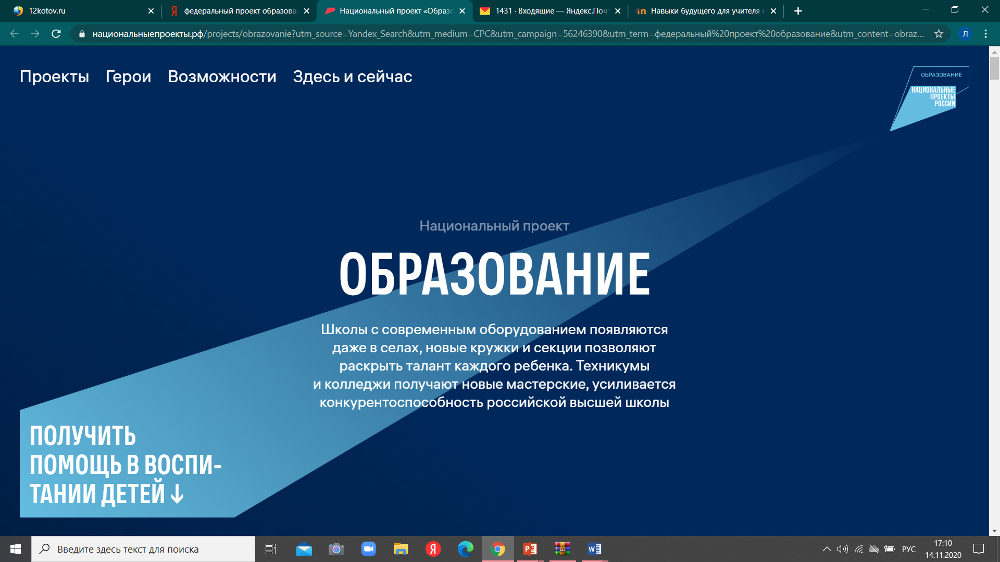 12kotov.ru
федеральный проект образова
Национальный проект «Образо
1431 · Входящие — Яндекс.Поч
Навыки будущего для учителя
национальныепроекты.рф/projects/obrazovanie?utm_source=Yandex_Search&utm_medium=CPC&utm_campaign=56246390&utm_term=федеральный%20проект%20образование&utm_content=obraz...
Л
Проекты Герои Возможности Здесь и сейчас
ОБРАЗОВАНИЕ
НАЦИОНАЛЬНЫЕ
ПРОЕКТЫ
РОССИИ
Национальный проект
ОБРАЗОВАНИЕ
Школы с современным оборудованием появляются
даже в селах, новые кружки и секции позволяют
раскрыть талант каждого ребенка. Техникумы
и колледжи получают новые мастерские, усиливается
конкурентоспособность российской высшей школы
ПОЛУЧИТЬ
ПОМОЩЬ В ВОСПИ-
ТАНИИ ДЕТЕЙ ↓
Введите здесь текст для поиска
РУС
17:10
14.11.2020